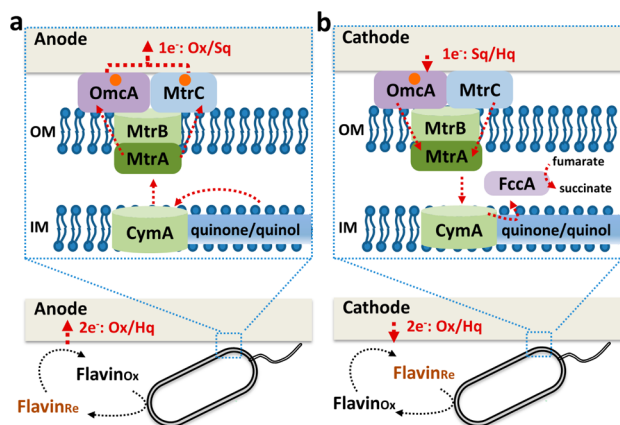 a
Anode
1e⁻: Ox/Sq
OmcA
MtrC
OM
MtrB
MtrA
IM
CymA
quinone/quinol
Anode
2e⁻: Ox/Hq
FlavinOx
FlavinRe
b
Cathode
1e⁻: Sq/Hq
OmcA
MtrC
OM
MtrB
MtrA
fumarate
FccA
succinate
IM
CymA
quinone/quinol
Cathode
2e⁻: Ox/Hq
FlavinRe
FlavinOx